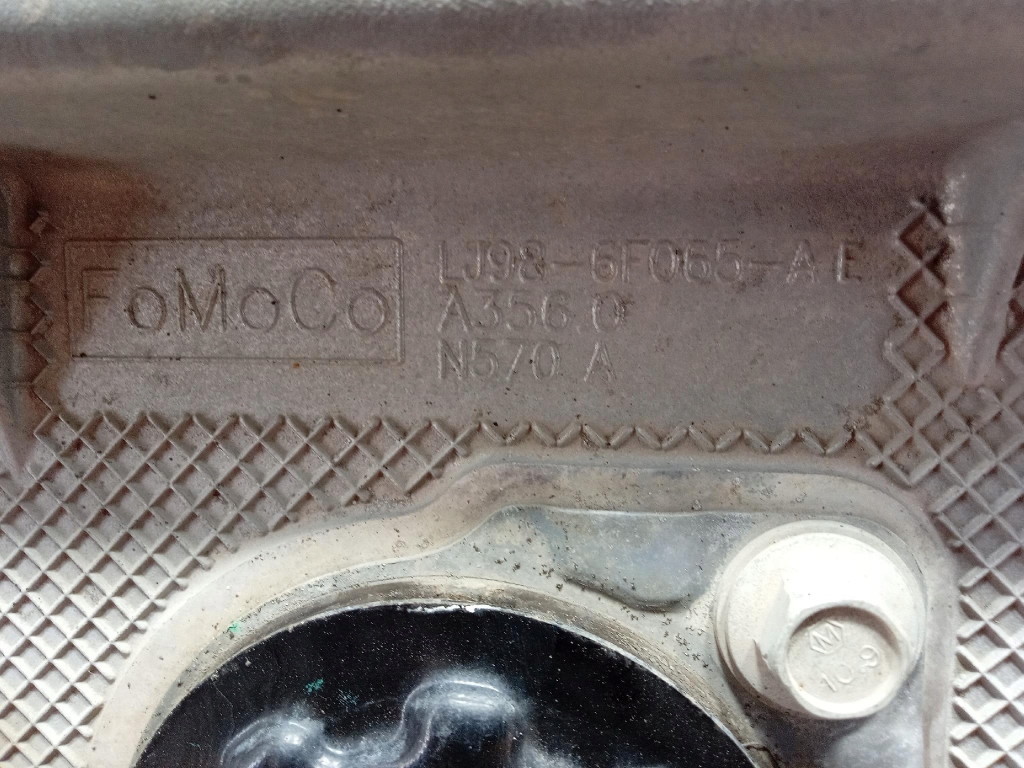 FoMoCo
LJ98-6F065-AE
A356.0
N570 A
M
10.9